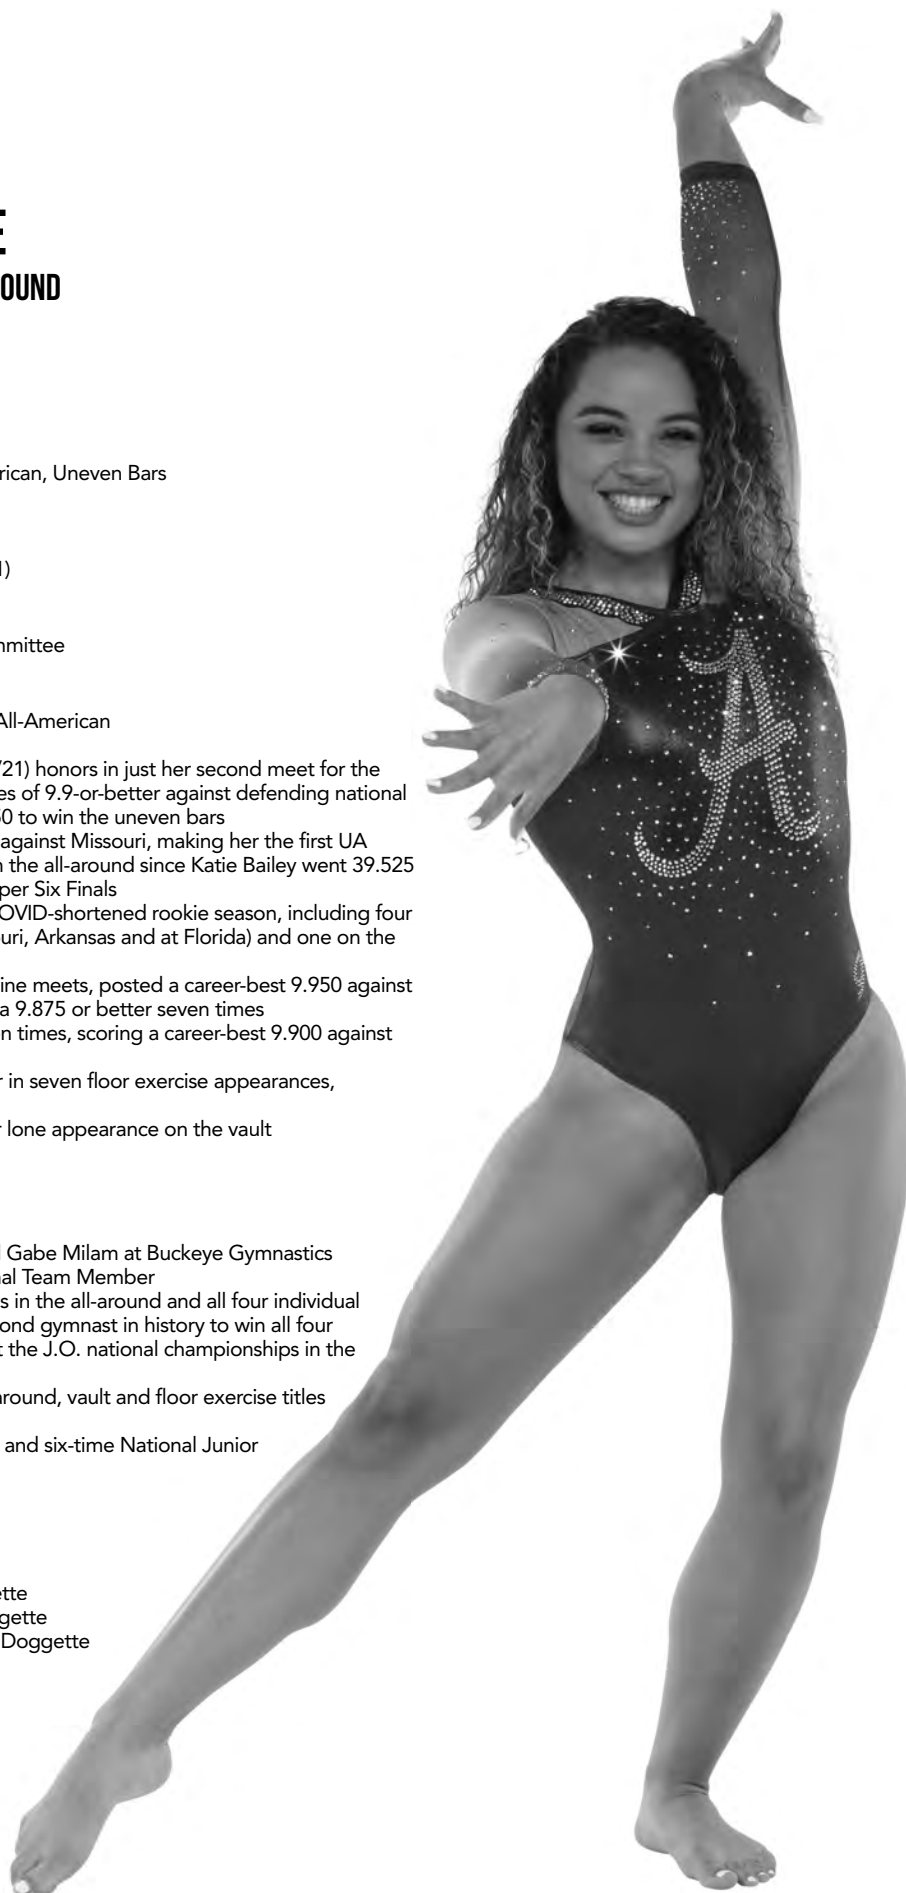 E
OUND
rican, Uneven Bars
)
mmittee
All-American
/21) honors in just her second meet for the
es of 9.9-or-better against defending national
50 to win the uneven bars
against Missouri, making her the first UA
n the all-around since Katie Bailey went 39.525
per Six Finals
OVID-shortened rookie season, including four
uri, Arkansas and at Florida) and one on the
ine meets, posted a career-best 9.950 against
a 9.875 or better seven times
n times, scoring a career-best 9.900 against
r in seven floor exercise appearances,
r lone appearance on the vault
Gabe Milam at Buckeye Gymnastics
nal Team Member
s in the all-around and all four individual
ond gymnast in history to win all four
t the J.O. national championships in the
around, vault and floor exercise titles
and six-time National Junior
ette
gette
Doggette
A